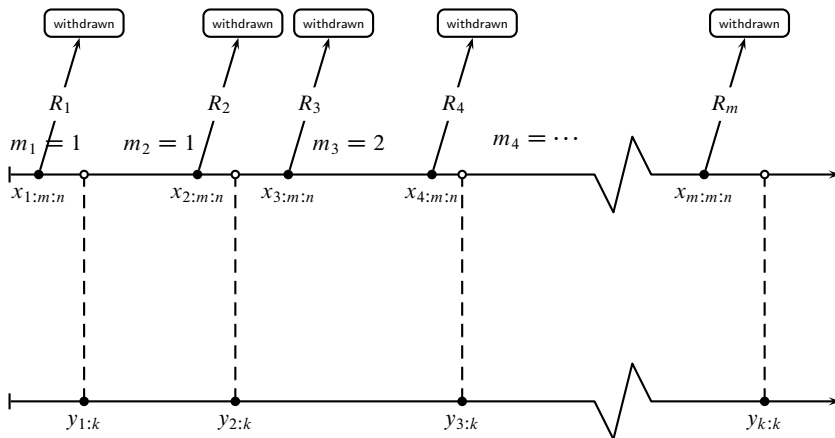 withdrawn withdrawn withdrawn withdrawn withdrawn
R₁ R₂ R₃ R₄ Rₘ
m₁ = 1 m₂ = 1 m₃ = 2 m₄ = ⋯
x₁:ₘ:ₙ x₂:ₘ:ₙ x₃:ₘ:ₙ x₄:ₘ:ₙ xₘ:ₘ:ₙ
y₁:ₖ y₂:ₖ y₃:ₖ yₖ:ₖ